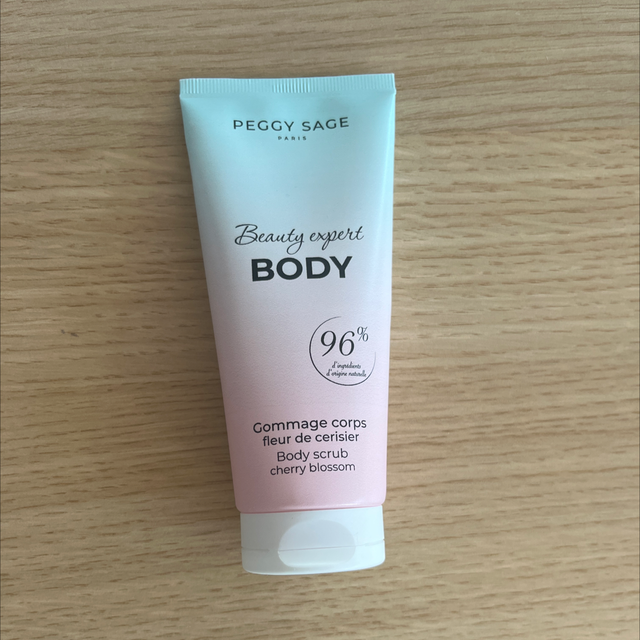 PEGGY SAGE
PARIS
Beauty expert
BODY
96%
d'ingrédients
d'origine naturelle
Gommage corps
fleur de cerisier
Body scrub
cherry blossom